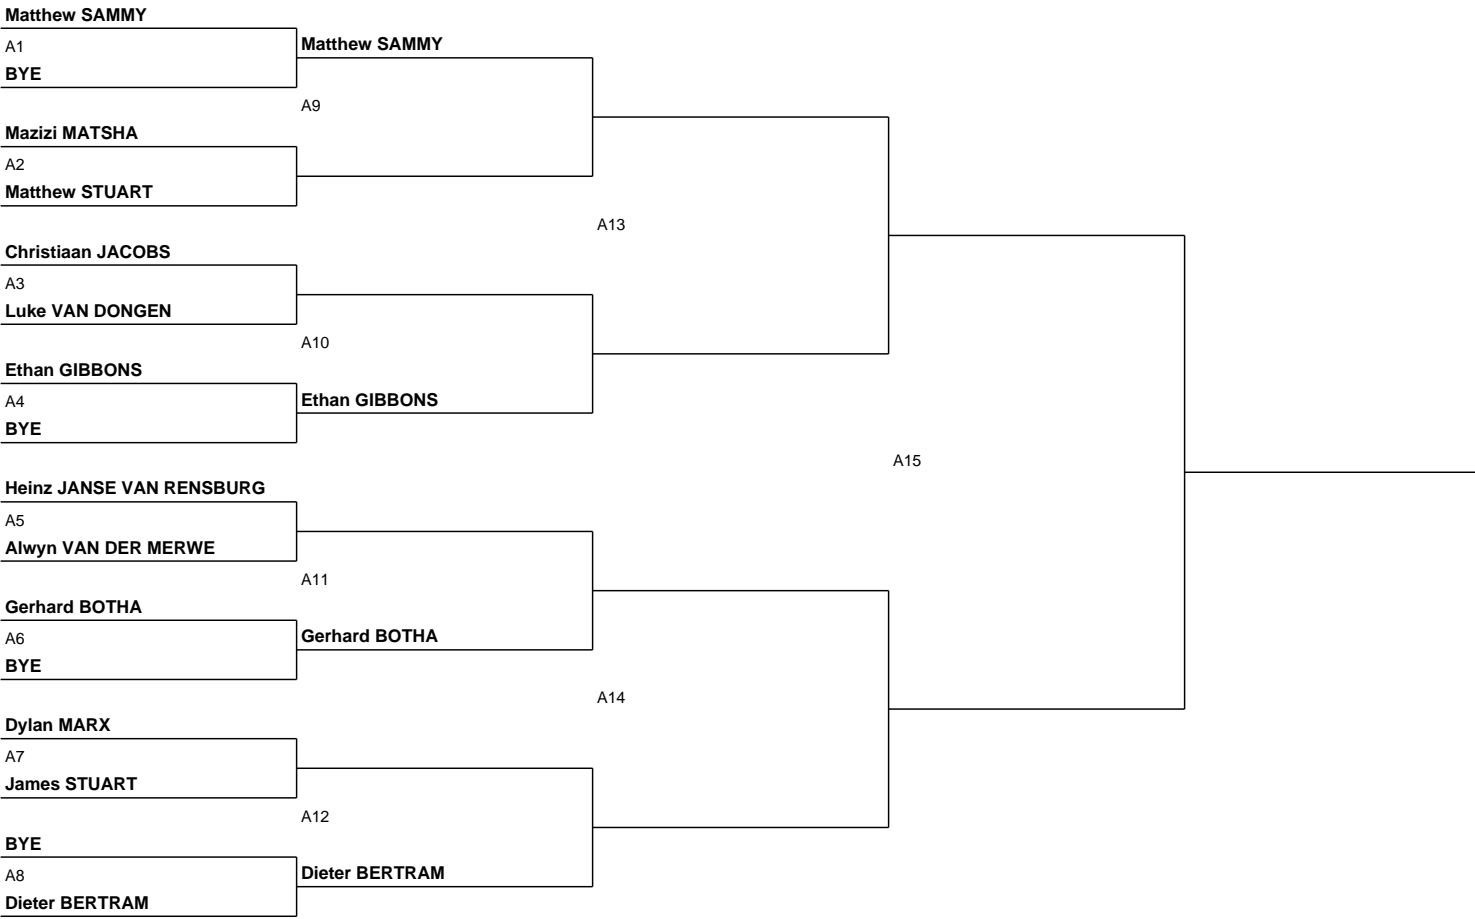 Matthew SAMMY
A1
BYE
Matthew SAMMY
A9
Mazizi MATSHA
A2
Matthew STUART
A13
Christiaan JACOBS
A3
Luke VAN DONGEN
A10
Ethan GIBBONS
A4
BYE
Ethan GIBBONS
A15
Heinz JANSE VAN RENSBURG
A5
Alwyn VAN DER MERWE
A11
Gerhard BOTHA
A6
BYE
Gerhard BOTHA
A14
Dylan MARX
A7
James STUART
A12
BYE
A8
Dieter BERTRAM
Dieter BERTRAM